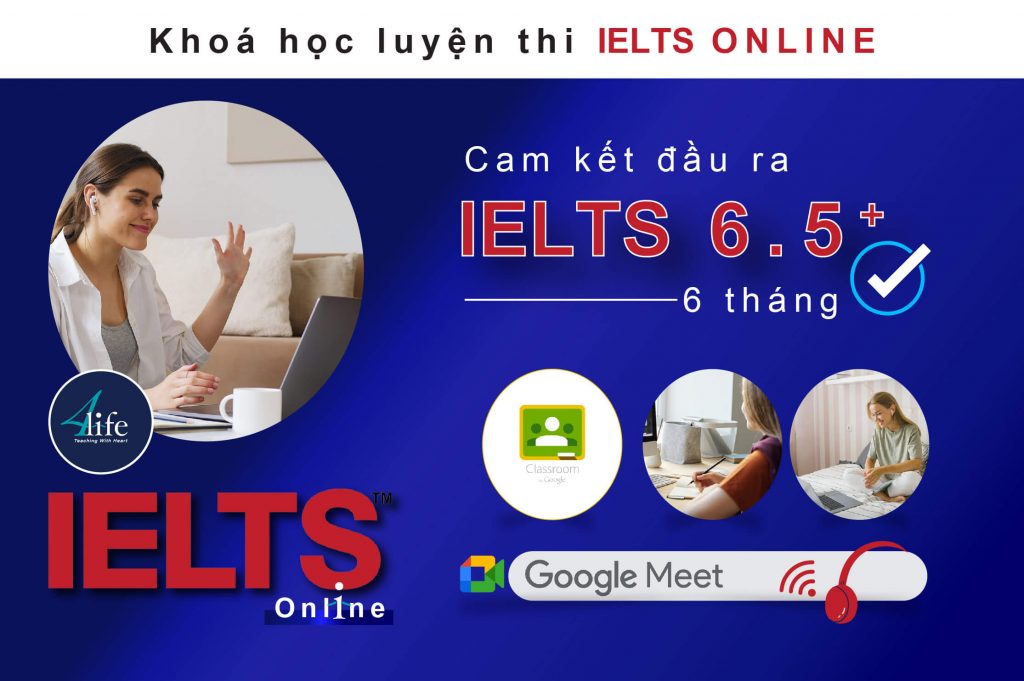 Khoá học luyện thi IELTS ONLINE
Cam kết đầu ra
IELTS 6.5+
6 tháng
4life
Teaching With Heart
Classroom
by Google
IELTS™
Online
Google Meet